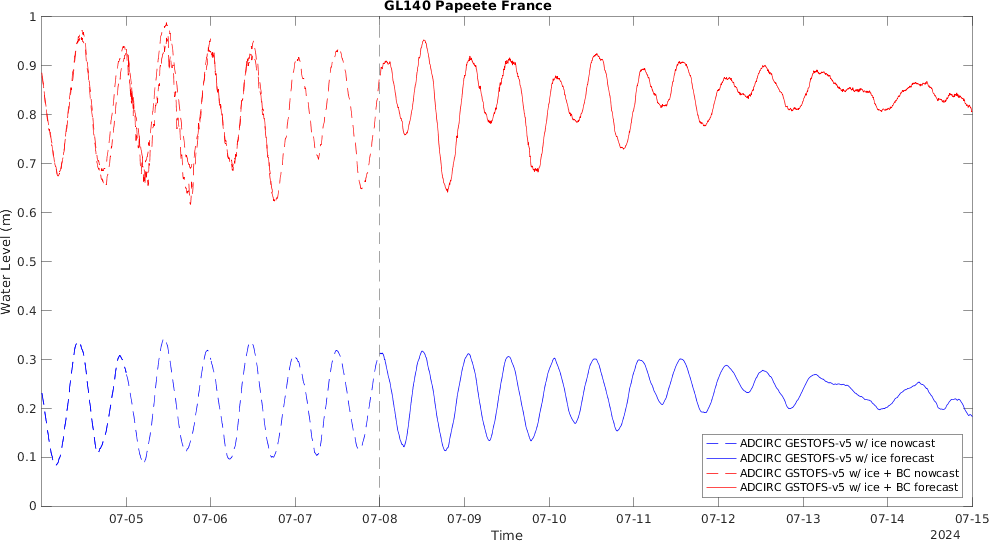 GL140 Papeete France
Water Level (m)
1
0.9
0.8
0.7
0.6
0.5
0.4
0.3
0.2
0.1
0
ADCIRC GESTOFS-v5 w/ ice nowcast
ADCIRC GESTOFS-v5 w/ ice forecast
ADCIRC GSTOFS-v5 w/ ice + BC nowcast
ADCIRC GSTOFS-v5 w/ ice + BC forecast
07-05 07-06 07-07 07-08 07-09 07-10 07-11 07-12 07-13 07-14 07-15
Time
2024